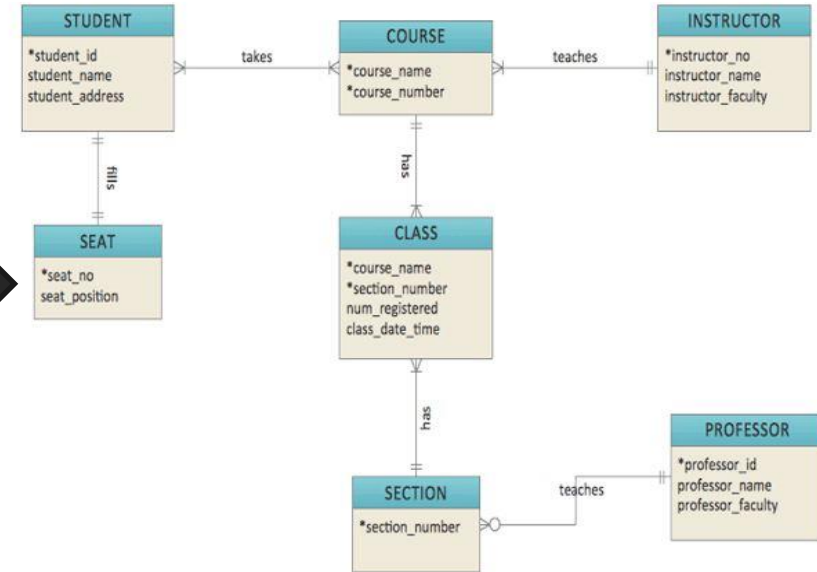 STUDENT
*student_id
student_name
student_address
takes
COURSE
*course_name
*course_number
teaches
INSTRUCTOR
*instructor_no
instructor_name
instructor_faculty
fills
has
SEAT
*seat_no
seat_position
CLASS
*course_name
*section_number
num_registered
class_date_time
has
SECTION
*section_number
teaches
PROFESSOR
*professor_id
professor_name
professor_faculty